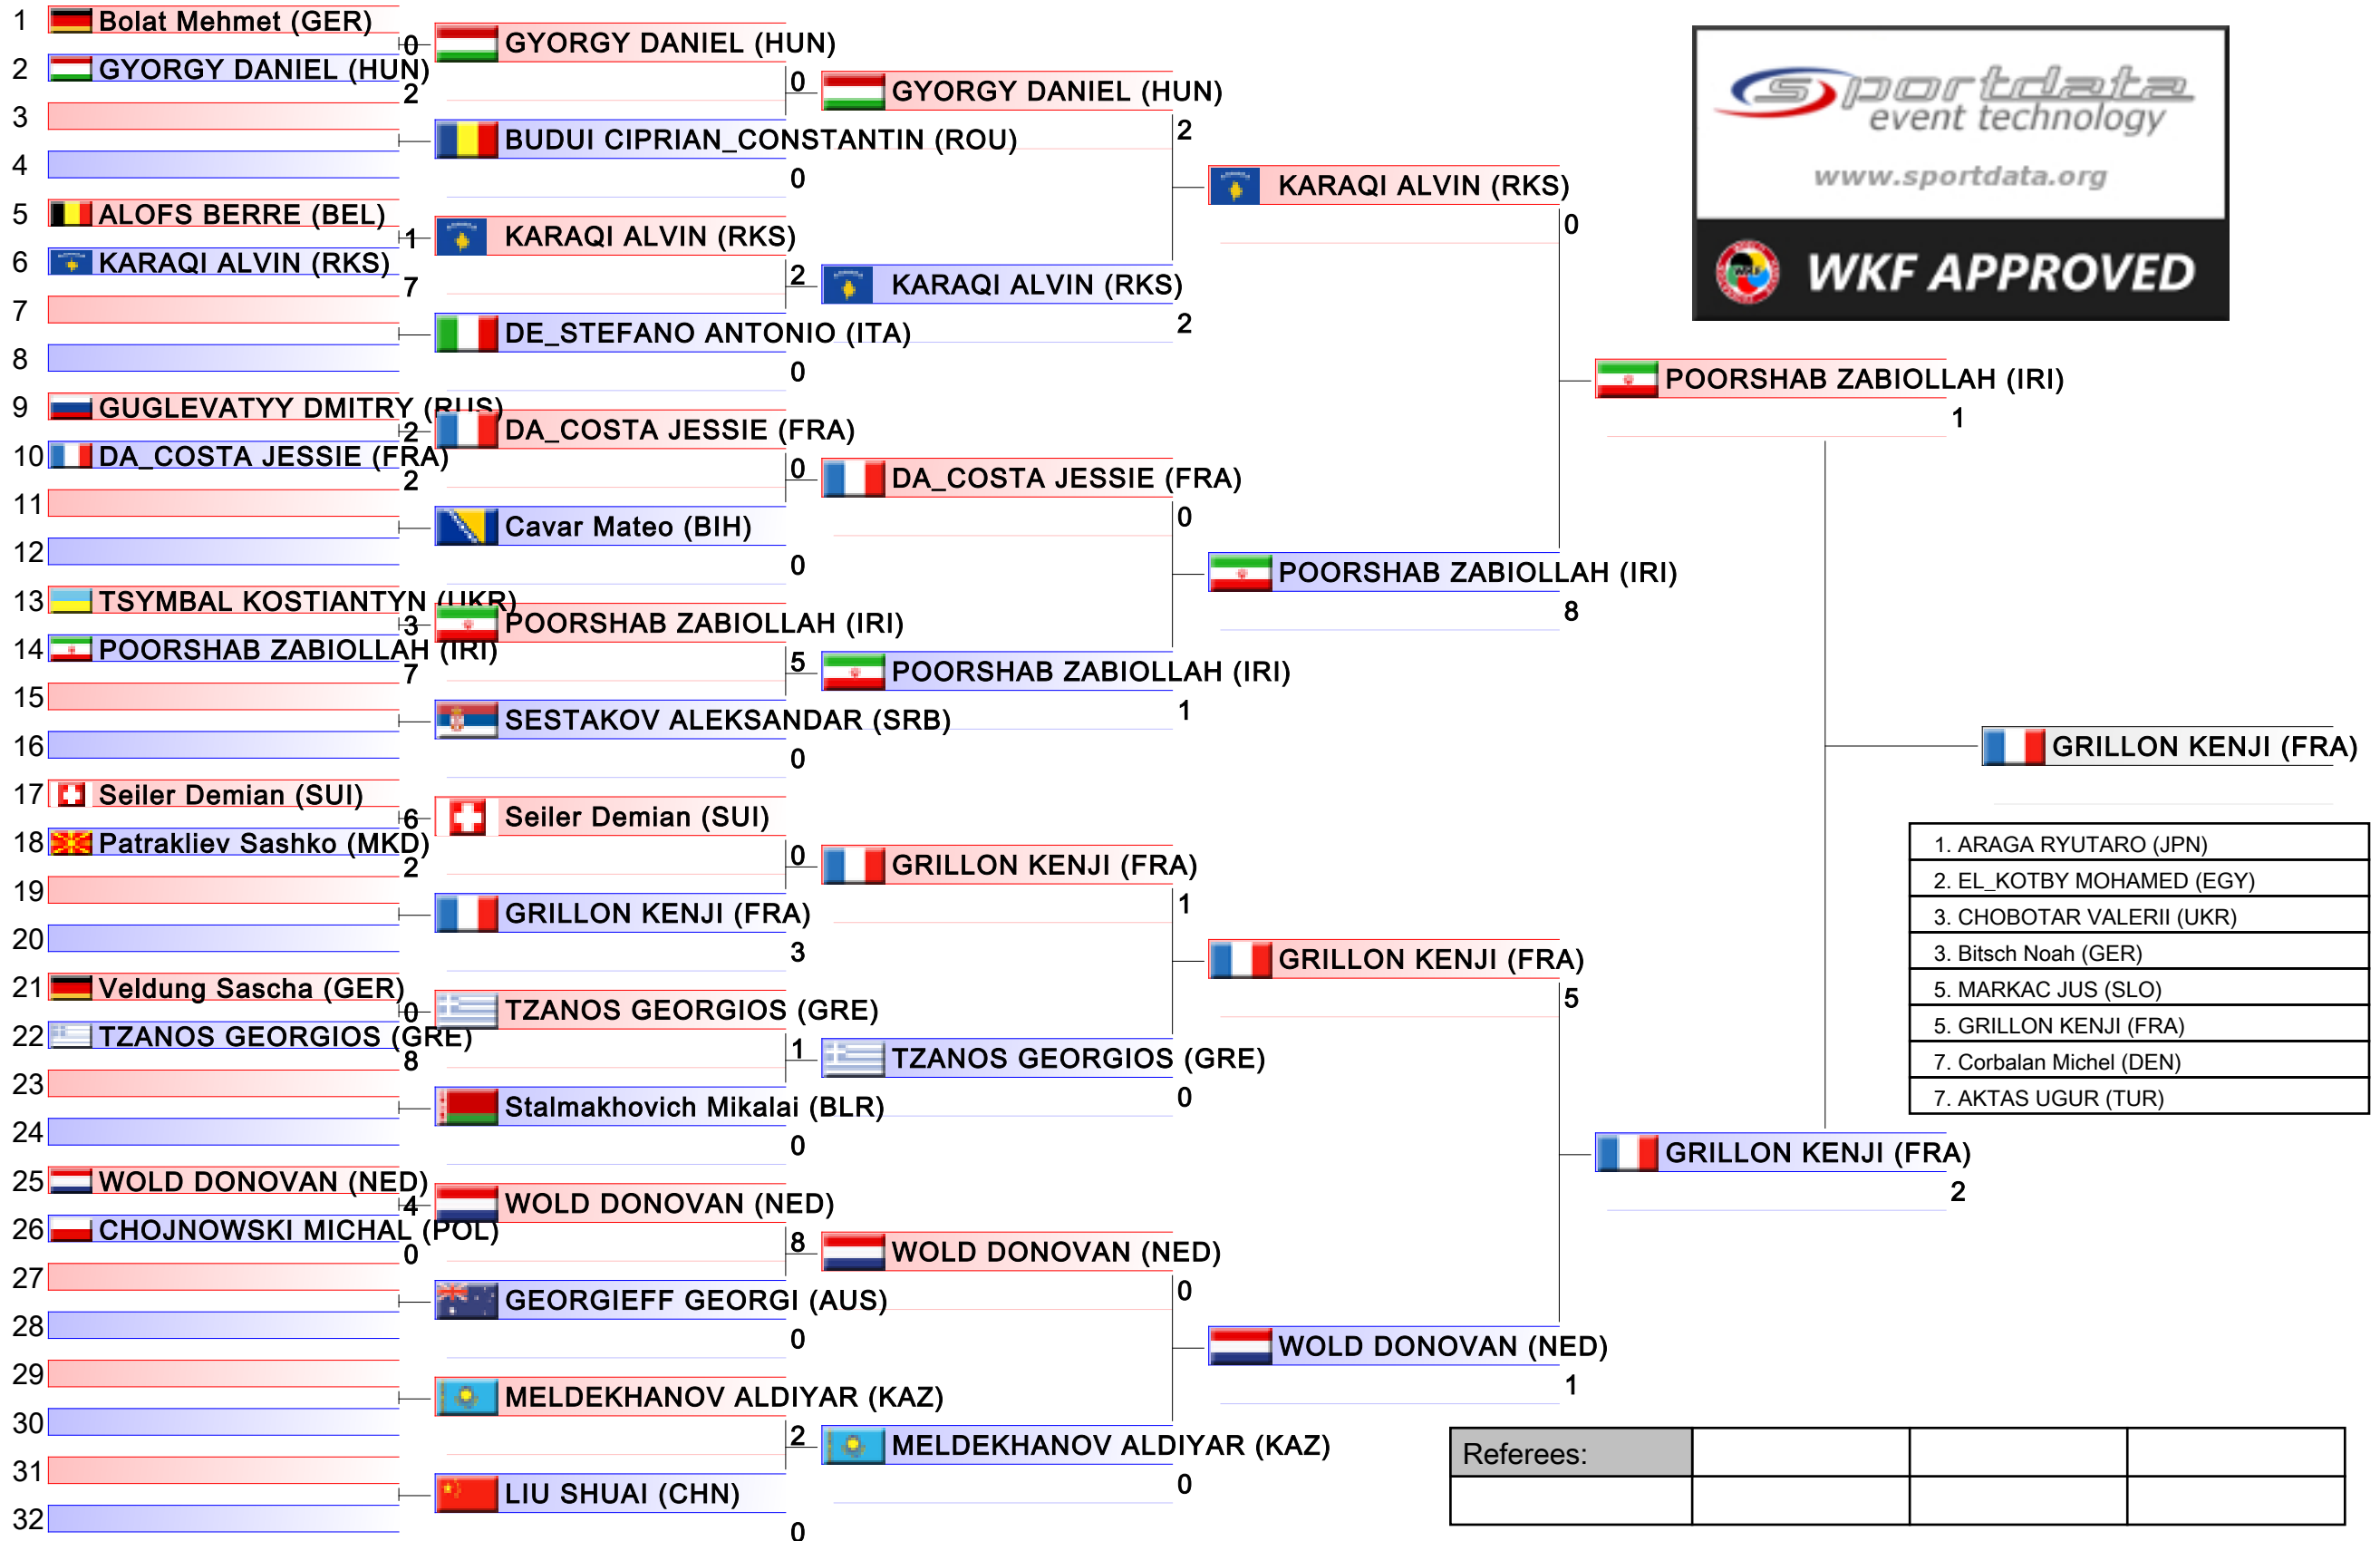 1 Bolat Mehmet (GER)
0
2 GYORGY DANIEL (HUN)
2
3
4
5 ALOFS BERRE (BEL)
1
6 KARAQI ALVIN (RKS)
7
7
8
9 GUGLEVATYY DMITRY (RUS)
2
10 DA_COSTA JESSIE (FRA)
2
11
12
13 TSYMBAL KOSTIANTYN (UKR)
3
14 POORSHAB ZABIOLLAH (IRI)
7
15
16
17 Seiler Demian (SUI)
6
18 Patrakliev Sashko (MKD)
2
19
20
21 Veldung Sascha (GER)
0
22 TZANOS GEORGIOS (GRE)
8
23
24
25 WOLD DONOVAN (NED)
4
26 CHOJNOWSKI MICHAL (POL)
0
27
28
29
30
31
32
GYORGY DANIEL (HUN)
0
BUDUI CIPRIAN_CONSTANTIN (ROU)
0
KARAQI ALVIN (RKS)
2
DE_STEFANO ANTONIO (ITA)
0
DA_COSTA JESSIE (FRA)
0
Cavar Mateo (BIH)
0
POORSHAB ZABIOLLAH (IRI)
5
SESTAKOV ALEKSANDAR (SRB)
0
Seiler Demian (SUI)
0
GRILLON KENJI (FRA)
3
TZANOS GEORGIOS (GRE)
1
Stalmakhovich Mikalai (BLR)
0
WOLD DONOVAN (NED)
8
GEORGIEFF GEORGI (AUS)
0
MELDEKHANOV ALDIYAR (KAZ)
2
LIU SHUAI (CHN)
0
GYORGY DANIEL (HUN)
2
KARAQI ALVIN (RKS)
2
DA_COSTA JESSIE (FRA)
0
POORSHAB ZABIOLLAH (IRI)
1
GRILLON KENJI (FRA)
1
TZANOS GEORGIOS (GRE)
0
WOLD DONOVAN (NED)
0
MELDEKHANOV ALDIYAR (KAZ)
0
KARAQI ALVIN (RKS)
0
POORSHAB ZABIOLLAH (IRI)
8
GRILLON KENJI (FRA)
5
WOLD DONOVAN (NED)
1
POORSHAB ZABIOLLAH (IRI)
1
GRILLON KENJI (FRA)
2
GRILLON KENJI (FRA)
sportdata
event technology
www.sportdata.org
WKF
WKF APPROVED
1. ARAGA RYUTARO (JPN)
2. EL_KOTBY MOHAMED (EGY)
3. CHOBOTAR VALERII (UKR)
3. Bitsch Noah (GER)
5. MARKAC JUS (SLO)
5. GRILLON KENJI (FRA)
7. Corbalan Michel (DEN)
7. AKTAS UGUR (TUR)
Referees: